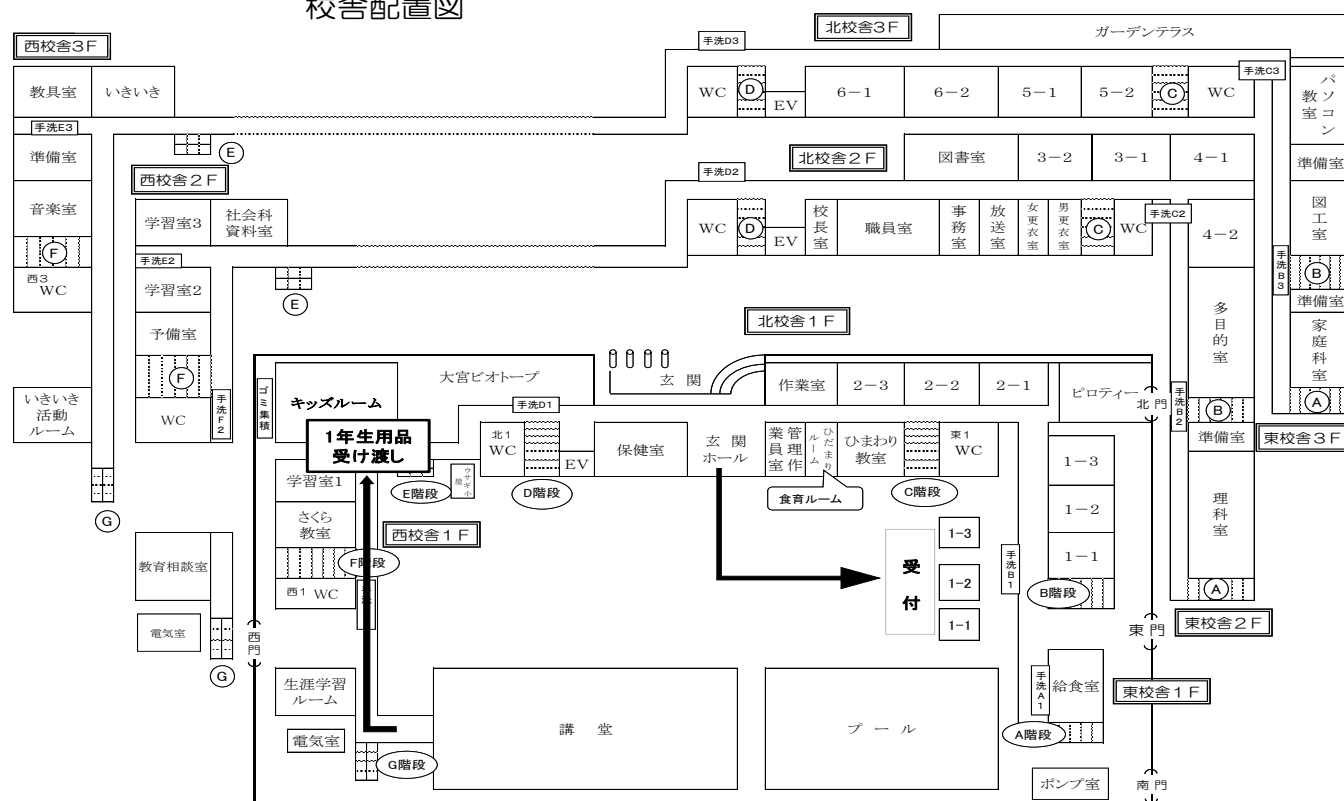 校舎配置図
西校舎3F
北校舎3F
ガーデンテラス
手洗D3
手洗C3
教具室
いきいき
WC
D
EV
6-1
6-2
5-1
5-2
C
WC
パソコン
教室
手洗E3
準備室
E
西校舎2F
北校舎2F
図書室
3-2
3-1
4-1
準備室
手洗D2
音楽室
学習室3
社会科
資料室
WC
D
EV
校長室
職員室
事務室
放送室
女更衣室
男更衣室
C
WC
手洗C2
4-2
図工室
F
手洗E2
手洗B3
B
西3
WC
学習室2
E
準備室
予備室
北校舎1F
多目的室
家庭科室
F
大宮ビオトープ
玄関
作業室
2-3
2-2
2-1
ピロティー
北門
いきいき
活動
ルーム
WC
手洗F2
ゴミ集積
キッズルーム
手洗D1
手洗B2
B
A
1年生用品
受け渡し
北1
WC
EV
保健室
玄関
ホール
管理作
業員室
ひだまり
ルーム
ひまわり
教室
東1
WC
準備室
東校舎3F
1-3
学習室1
E階段
ウサギ小
屋
D階段
食育ルーム
C階段
G
さくら
教室
西校舎1F
1-2
理科室
教育相談室
F階段
受付
1-3
1-2
1-1
手洗B1
1-1
西1 WC
B階段
A
電気室
西門
東門
東校舎2F
G
生涯学習
ルーム
手洗A1
給食室
東校舎1F
電気室
講堂
プール
A階段
G階段
ポンプ室
南門